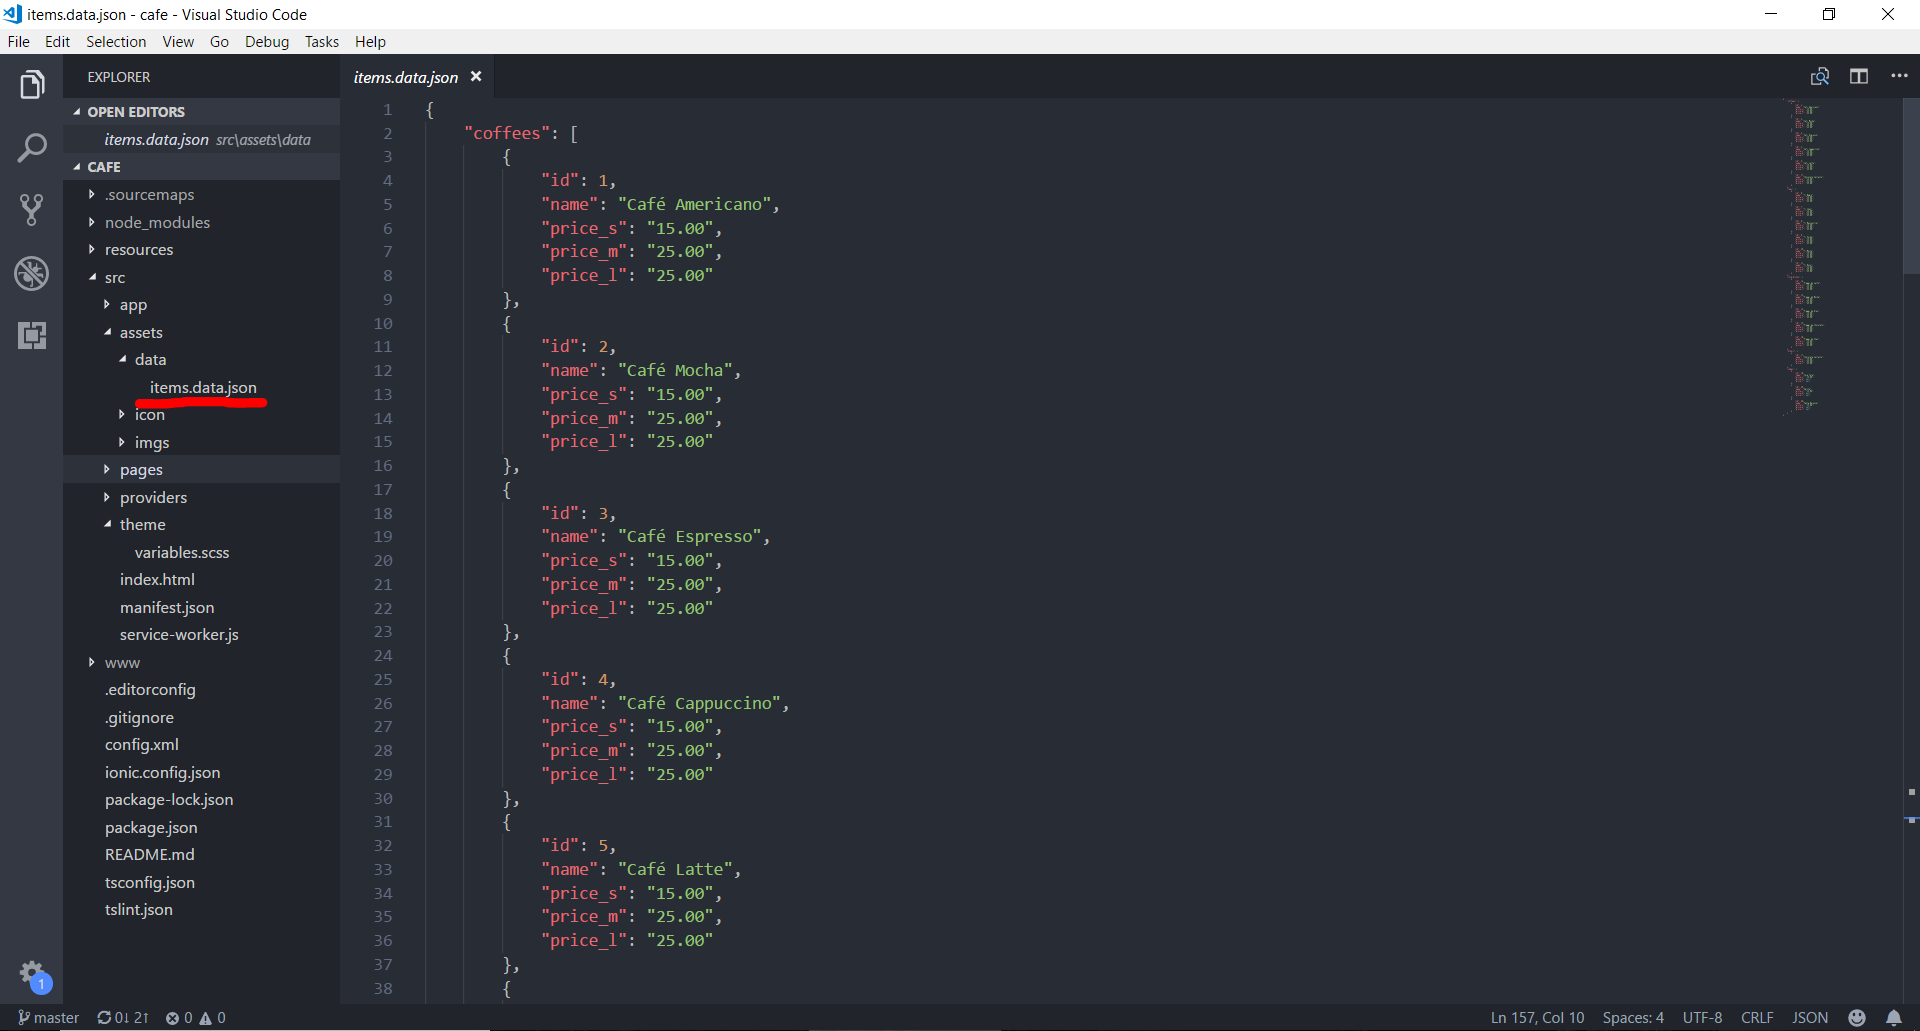 items.data.json - cafe - Visual Studio Code
File Edit Selection View Go Debug Tasks Help
EXPLORER
OPEN EDITORS
items.data.json src\assets\data
CAFE
.sourcemaps
node_modules
resources
src
app
assets
data
items.data.json
icon
imgs
pages
providers
theme
variables.scss
index.html
manifest.json
service-worker.js
www
.editorconfig
.gitignore
config.xml
ionic.config.json
package-lock.json
package.json
README.md
tsconfig.json
tslint.json
1
items.data.json
1 {
2 "coffees": [
3 {
4 "id": 1,
5 "name": "Café Americano",
6 "price_s": "15.00",
7 "price_m": "25.00",
8 "price_l": "25.00"
9 },
10 {
11 "id": 2,
12 "name": "Café Mocha",
13 "price_s": "15.00",
14 "price_m": "25.00",
15 "price_l": "25.00"
16 },
17 {
18 "id": 3,
19 "name": "Café Espresso",
20 "price_s": "15.00",
21 "price_m": "25.00",
22 "price_l": "25.00"
23 },
24 {
25 "id": 4,
26 "name": "Café Cappuccino",
27 "price_s": "15.00",
28 "price_m": "25.00",
29 "price_l": "25.00"
30 },
31 {
32 "id": 5,
33 "name": "Café Latte",
34 "price_s": "15.00",
35 "price_m": "25.00",
36 "price_l": "25.00"
37 },
38 {
master 0↓ 2↑ 0 0 Ln 157, Col 10 Spaces: 4 UTF-8 CRLF JSON